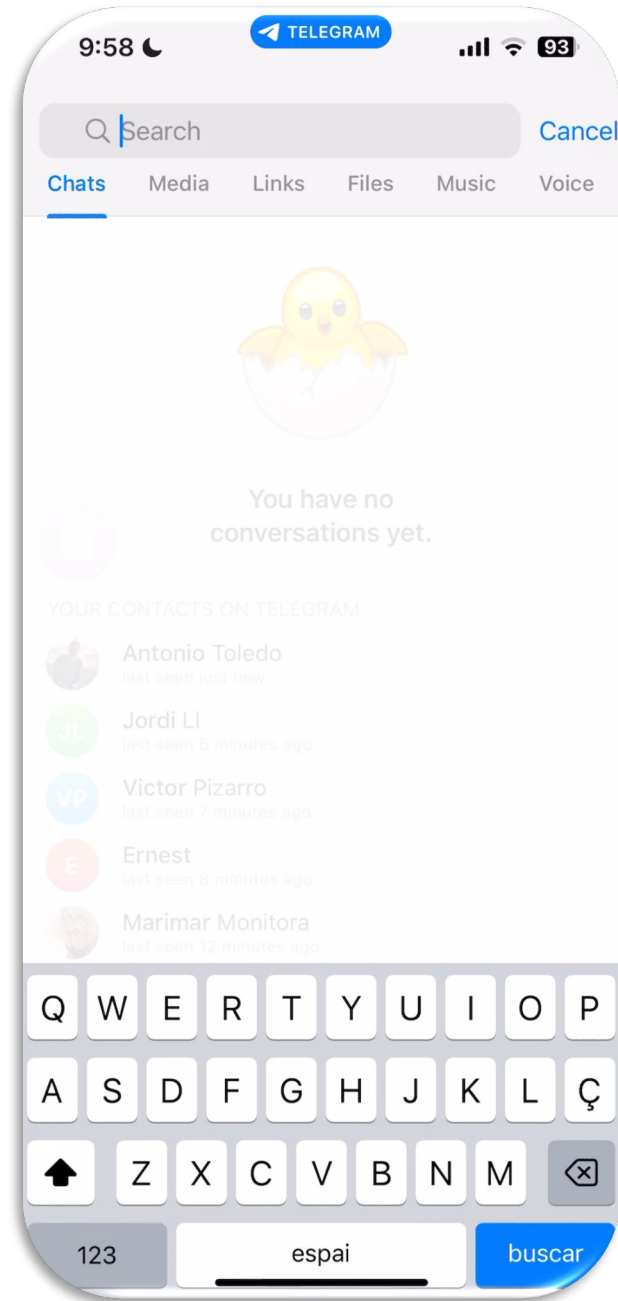 9:58
TELEGRAM
93
Search
Cancel
Chats Media Links Files Music Voice
You have no
conversations yet.
YOUR CONTACTS ON TELEGRAM
Antonio Toledo
last seen just now
JL
Jordi Ll
last seen 5 minutes ago
VP
Victor Pizarro
last seen 7 minutes ago
E
Ernest
last seen 8 minutes ago
Marimar Monitora
last seen 12 minutes ago
Q W E R T Y U I O P
A S D F G H J K L Ç
Z X C V B N M
123 espai buscar